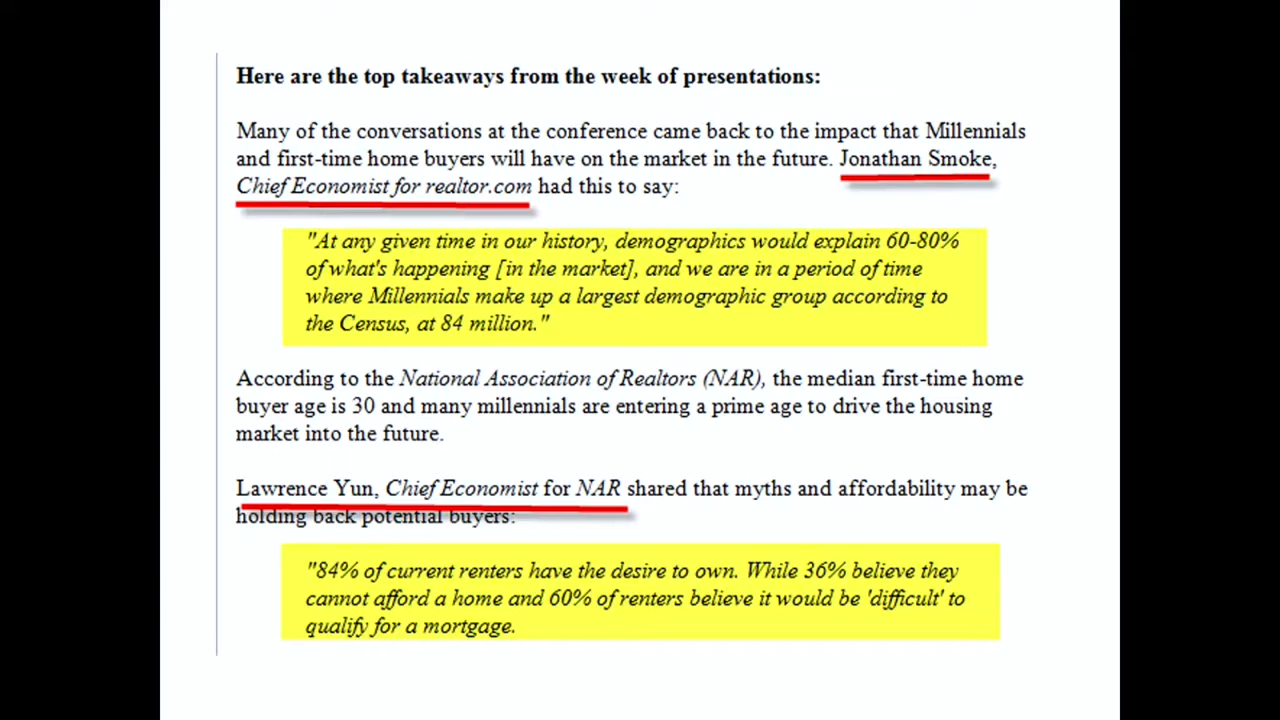 Here are the top takeaways from the week of presentations:
Many of the conversations at the conference came back to the impact that Millennials
and first-time home buyers will have on the market in the future. Jonathan Smoke,
Chief Economist for realtor.com had this to say:
"At any given time in our history, demographics would explain 60-80%
of what's happening [in the market], and we are in a period of time
where Millennials make up a largest demographic group according to
the Census, at 84 million."
According to the National Association of Realtors (NAR), the median first-time home
buyer age is 30 and many millennials are entering a prime age to drive the housing
market into the future.
Lawrence Yun, Chief Economist for NAR shared that myths and affordability may be
holding back potential buyers:
"84% of current renters have the desire to own. While 36% believe they
cannot afford a home and 60% of renters believe it would be 'difficult' to
qualify for a mortgage.